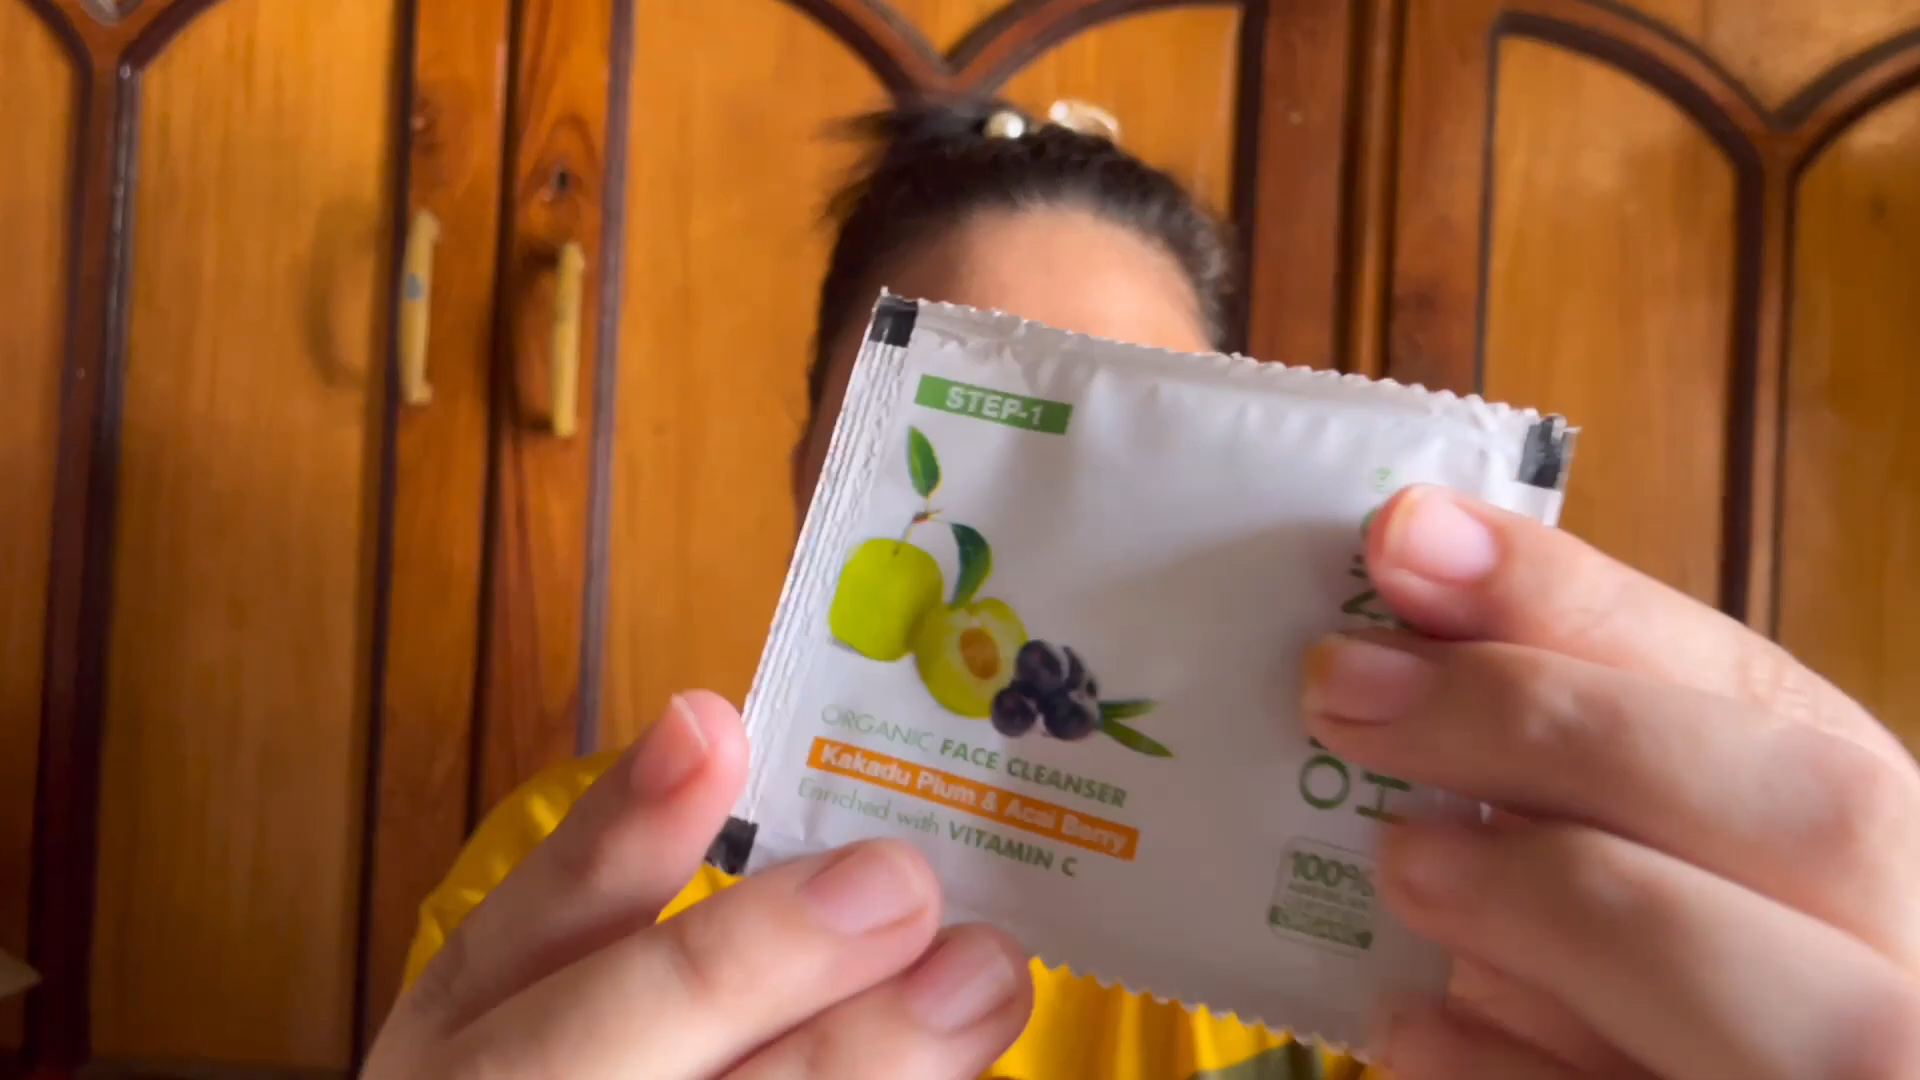 STEP-1
ORGANIC FACE CLEANSER
Kakadu Plum & Acai Berry
Enriched with VITAMIN C
100%